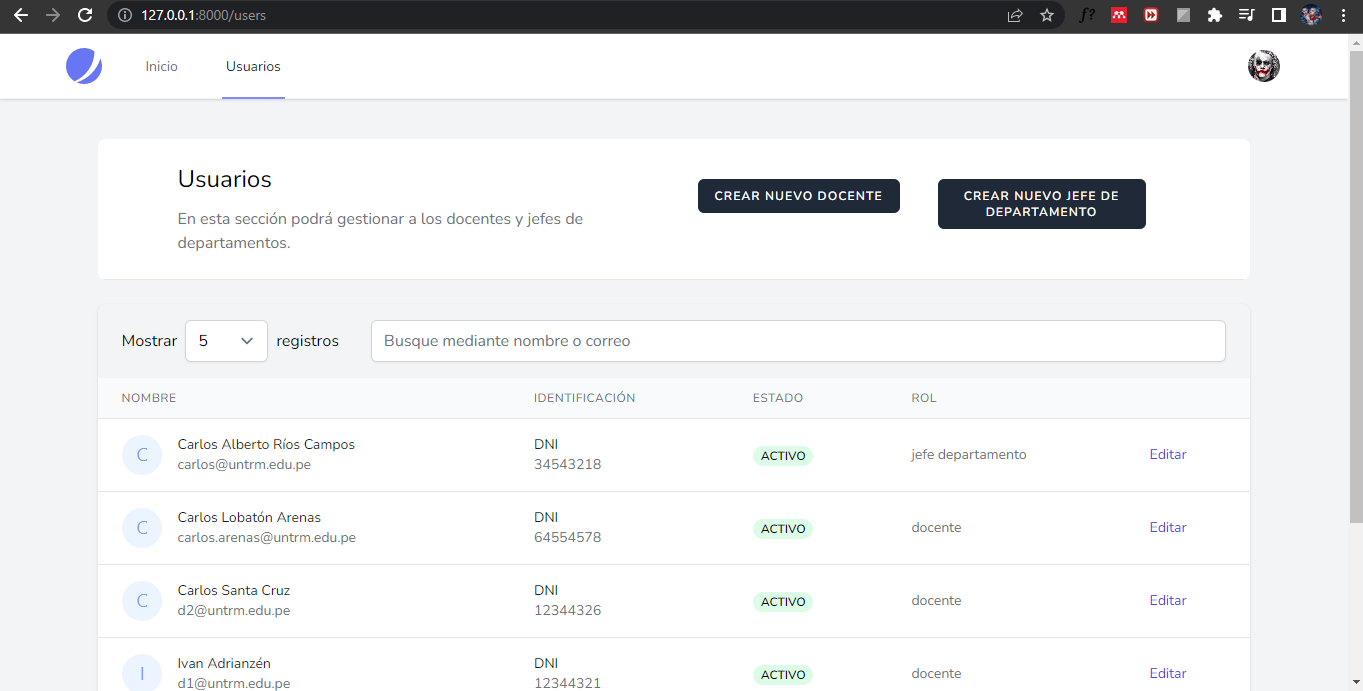 127.0.0.1:8000/users
f?
Inicio
Usuarios
Usuarios
En esta sección podrá gestionar a los docentes y jefes de
departamentos.
CREAR NUEVO DOCENTE
CREAR NUEVO JEFE DE
DEPARTAMENTO
Mostrar 5 registros
Busque mediante nombre o correo
NOMBRE IDENTIFICACIÓN ESTADO ROL
C
Carlos Alberto Ríos Campos
carlos@untrm.edu.pe
DNI
34543218
ACTIVO
jefe departamento
Editar
C
Carlos Lobatón Arenas
carlos.arenas@untrm.edu.pe
DNI
64554578
ACTIVO
docente
Editar
C
Carlos Santa Cruz
d2@untrm.edu.pe
DNI
12344326
ACTIVO
docente
Editar
I
Ivan Adrianzén
d1@untrm.edu.pe
DNI
12344321
ACTIVO
docente
Editar